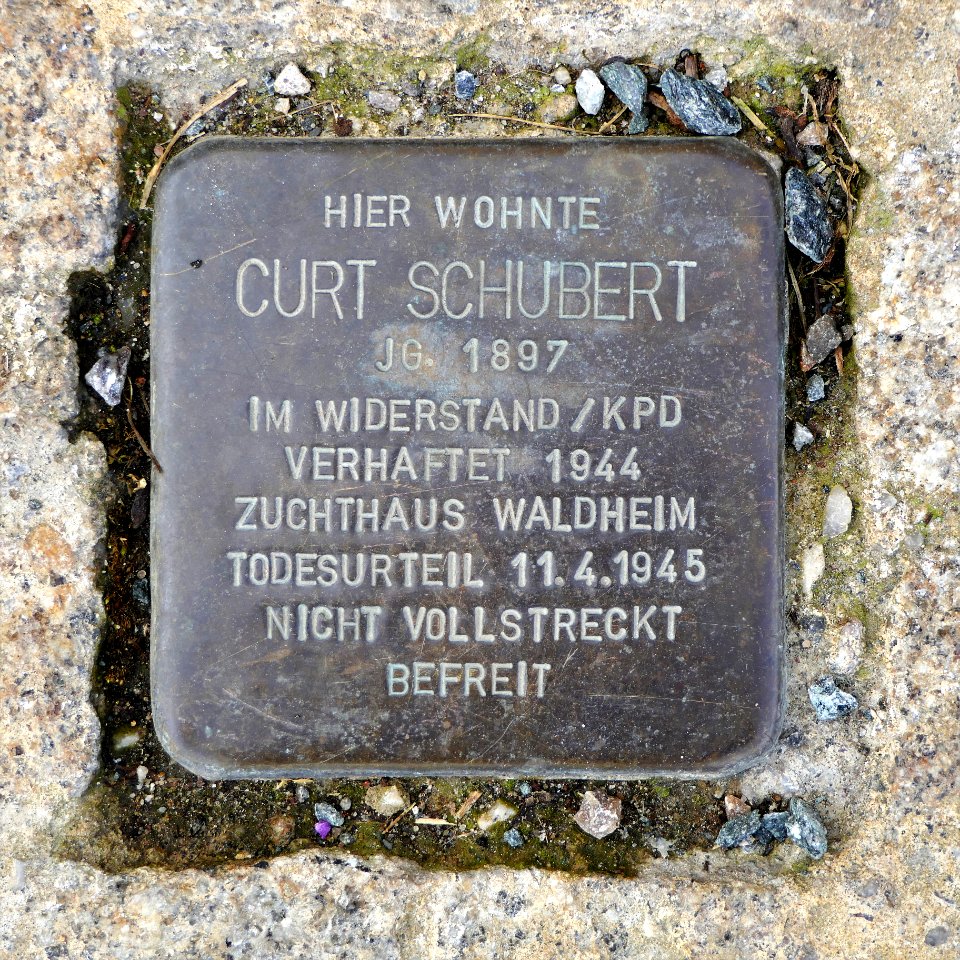 HIER WOHNTE
CURT SCHUBERT
JG. 1897
IM WIDERSTAND/KPD
VERHAFTET 1944
ZUCHTHAUS WALDHEIM
TODESURTEIL 11.4.1945
NICHT VOLLSTRECKT
BEFREIT